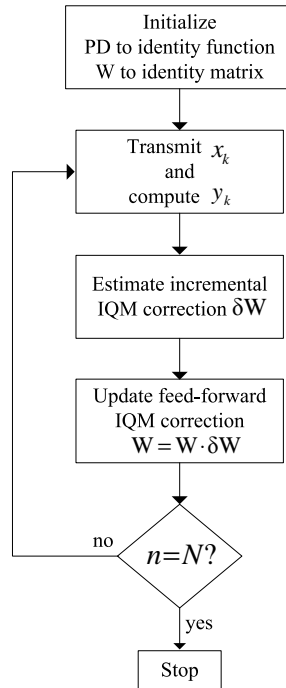 Initialize
PD to identity function
W to identity matrix
Transmit x_k
and
compute y_k
Estimate incremental
IQM correction δW
Update feed-forward
IQM correction
W = W · δW
no
n=N?
yes
Stop